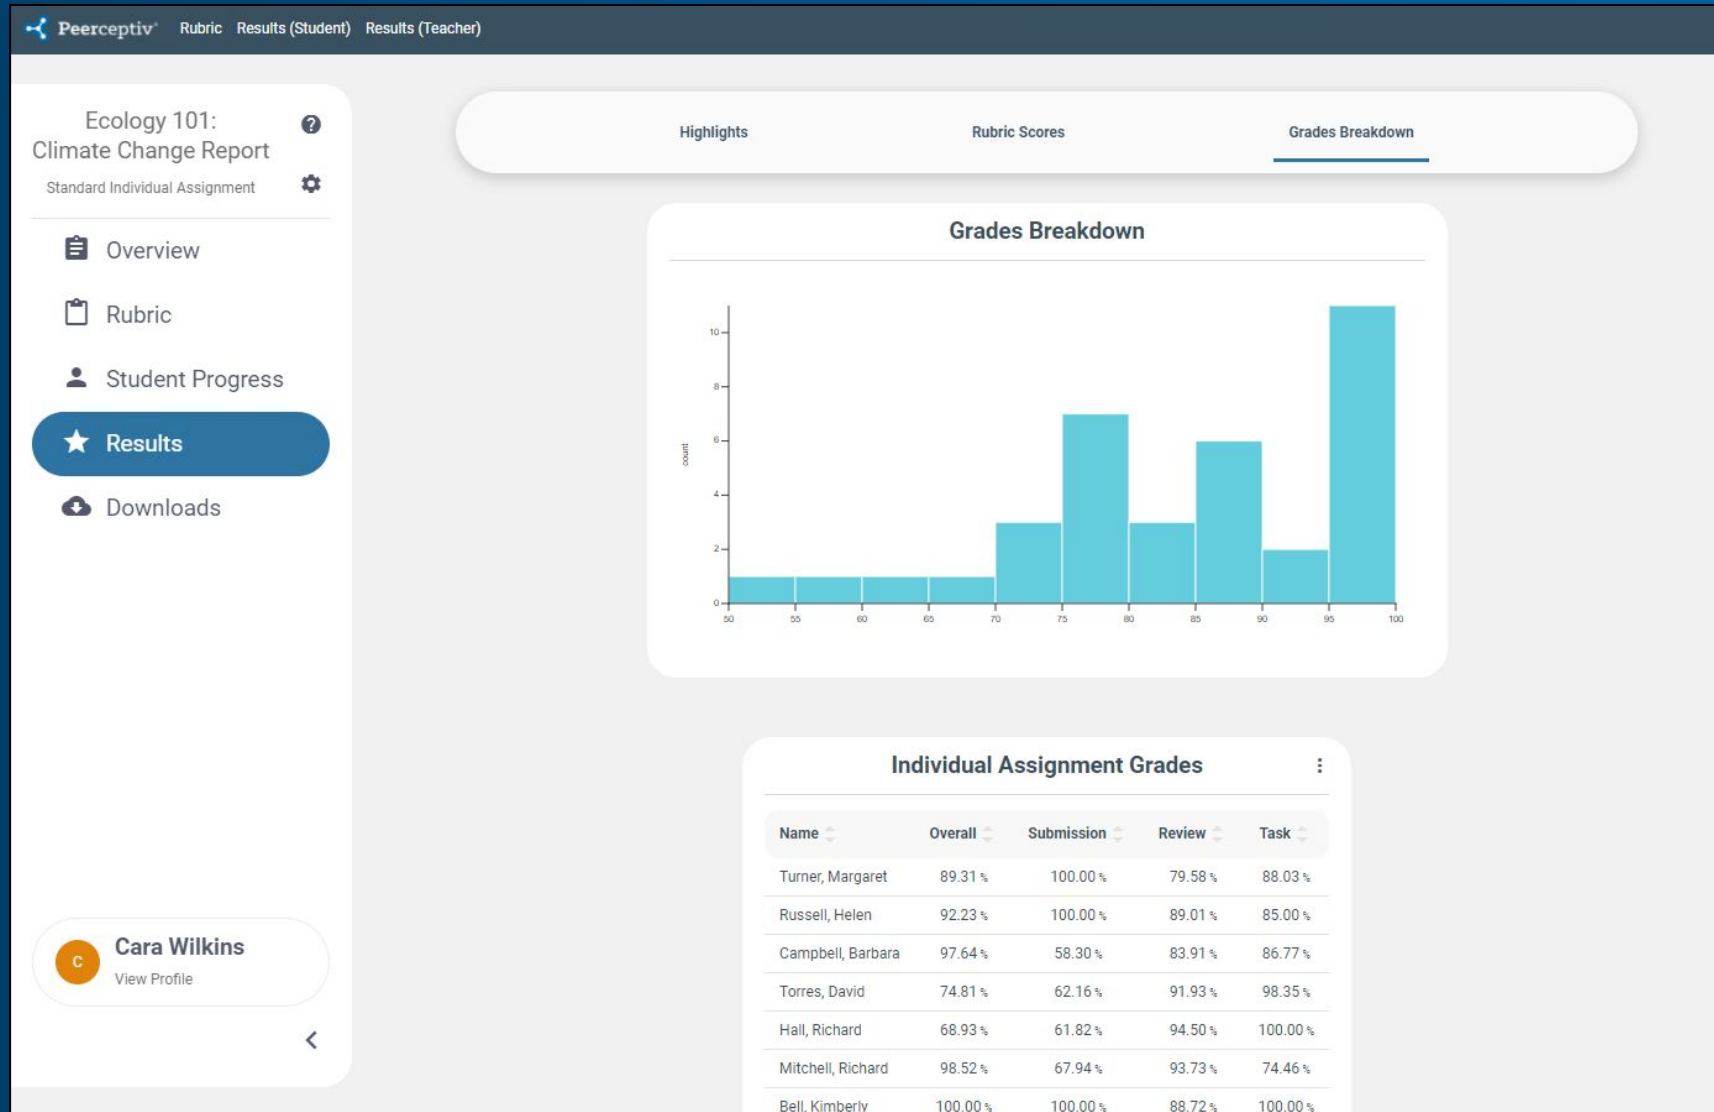 Peerceptiv Rubric Results (Student) Results (Teacher)
Ecology 101:
Climate Change Report
Standard Individual Assignment
Overview
Rubric
Student Progress
Results
Downloads
C
Cara Wilkins
View Profile
Highlights Rubric Scores Grades Breakdown
Grades Breakdown
10
8
6
4
2
0
count
50 55 60 65 70 75 80 85 90 95 100
Individual Assignment Grades
Name Overall Submission Review Task
Turner, Margaret 89.31 % 100.00 % 79.58 % 88.03 %
Russell, Helen 92.23 % 100.00 % 89.01 % 85.00 %
Campbell, Barbara 97.64 % 58.30 % 83.91 % 86.77 %
Torres, David 74.81 % 62.16 % 91.93 % 98.35 %
Hall, Richard 68.93 % 61.82 % 94.50 % 100.00 %
Mitchell, Richard 98.52 % 67.94 % 93.73 % 74.46 %
Bell, Kimberly 100.00 % 100.00 % 88.72 % 100.00 %